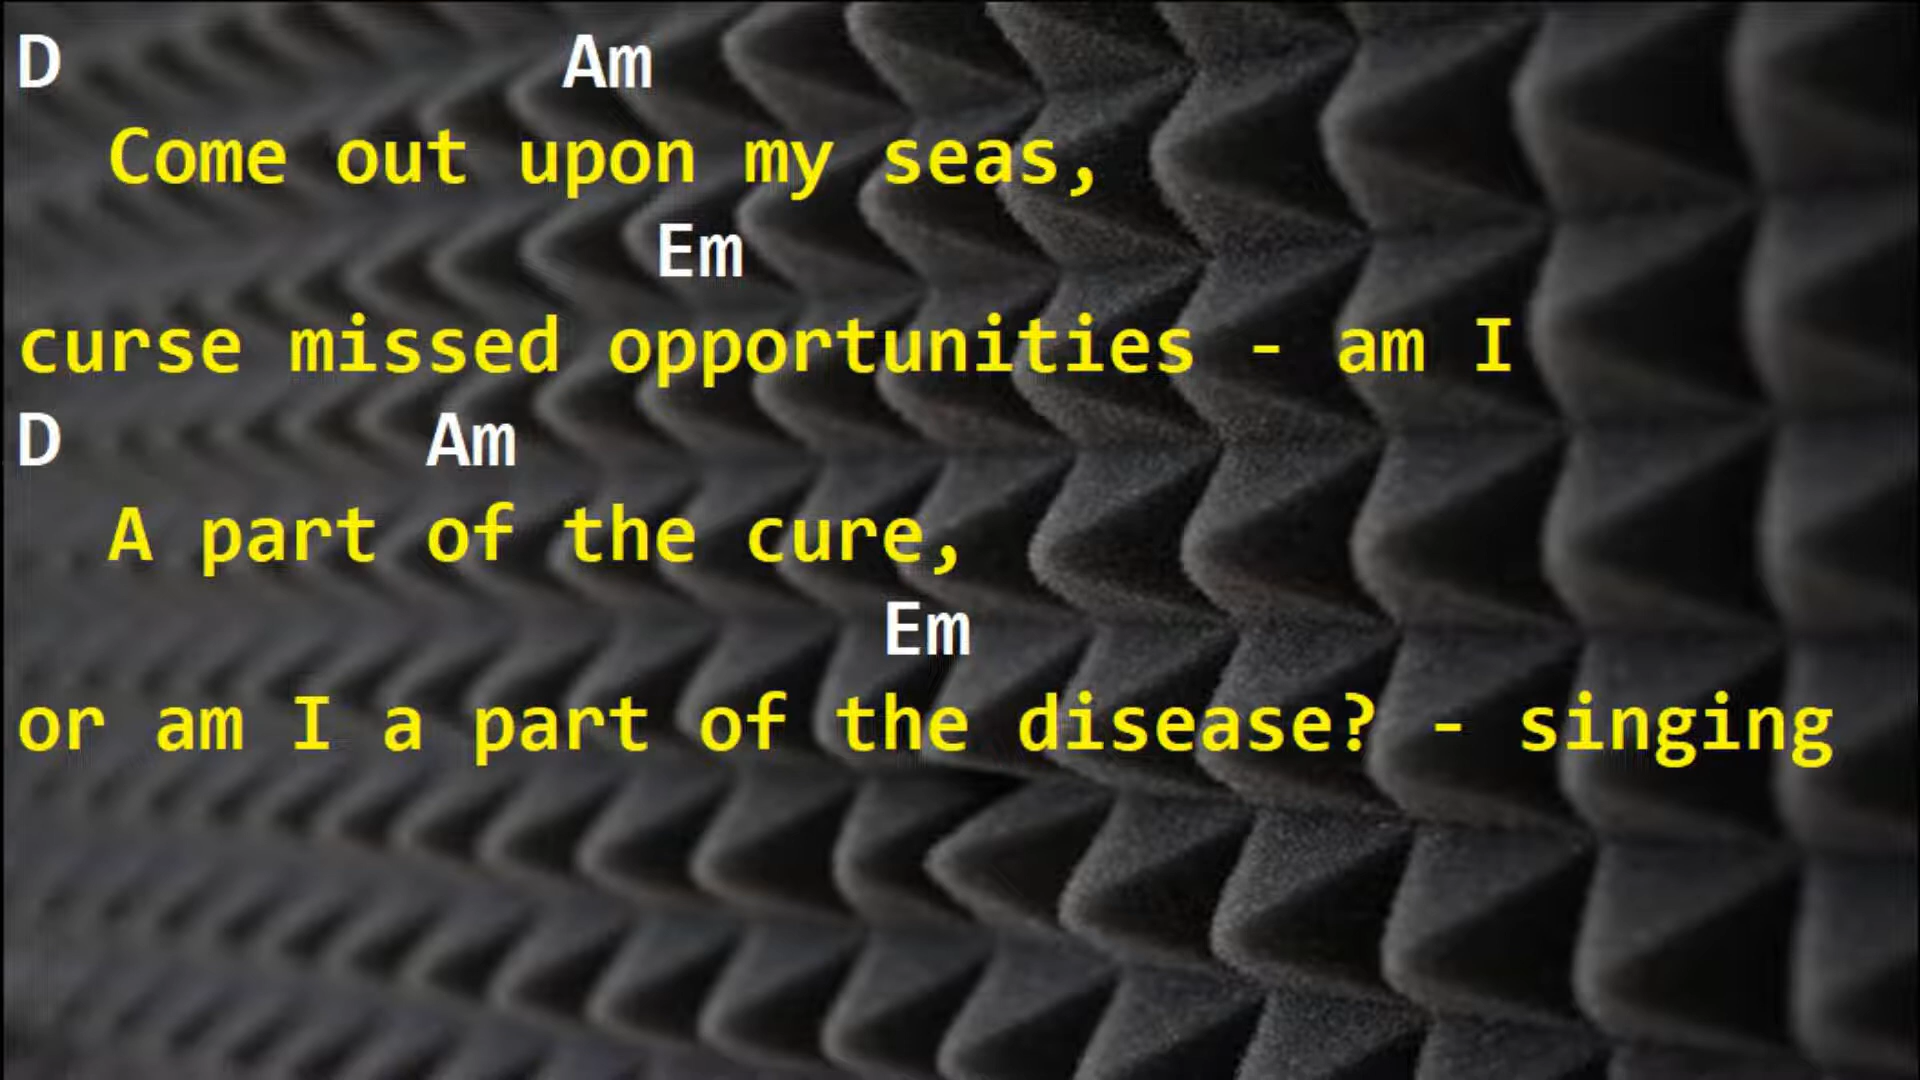 D Am
Come out upon my seas,
Em
curse missed opportunities - am I
D Am
A part of the cure,
Em
or am I a part of the disease? - singing